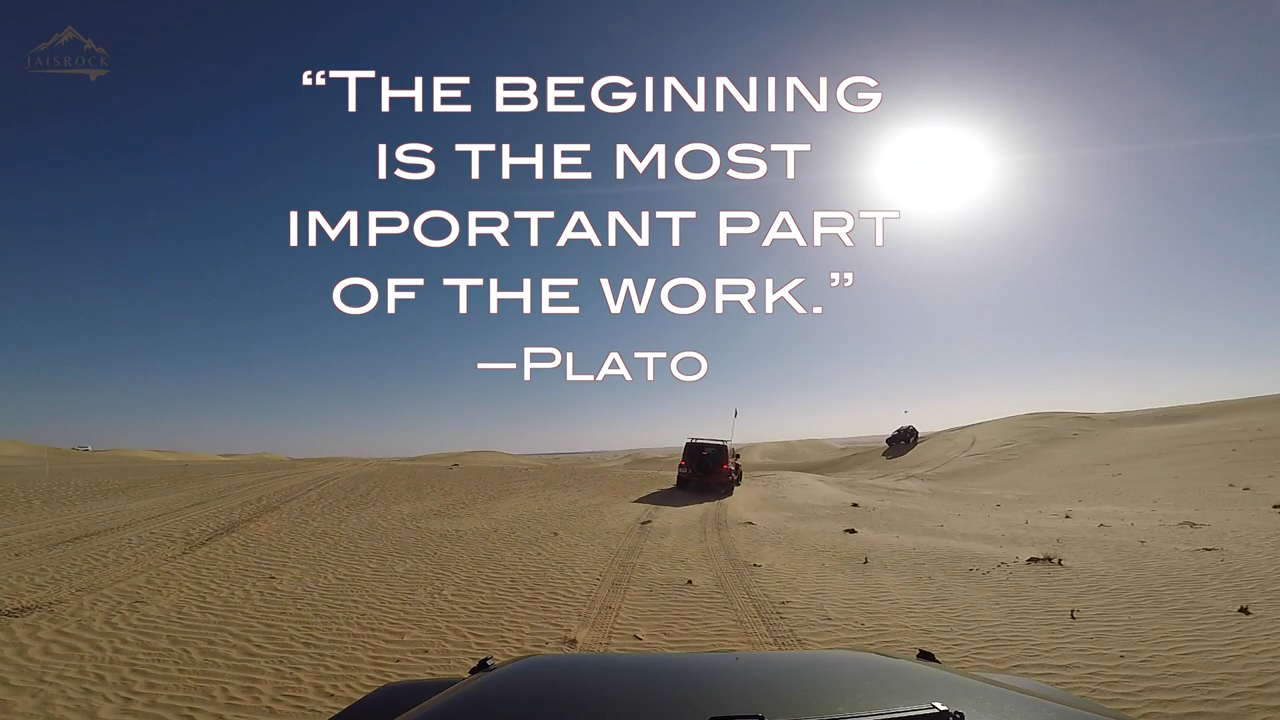 JAISROCK
“THE BEGINNING
IS THE MOST
IMPORTANT PART
OF THE WORK.”
–PLATO